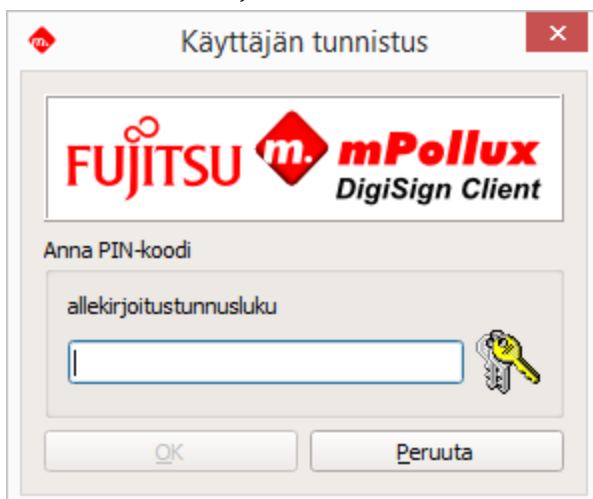 Käyttäjän tunnistus
FUJITSU m. mPollux
DigiSign Client
Anna PIN-koodi
allekirjoitustunnusluku
OK Peruuta